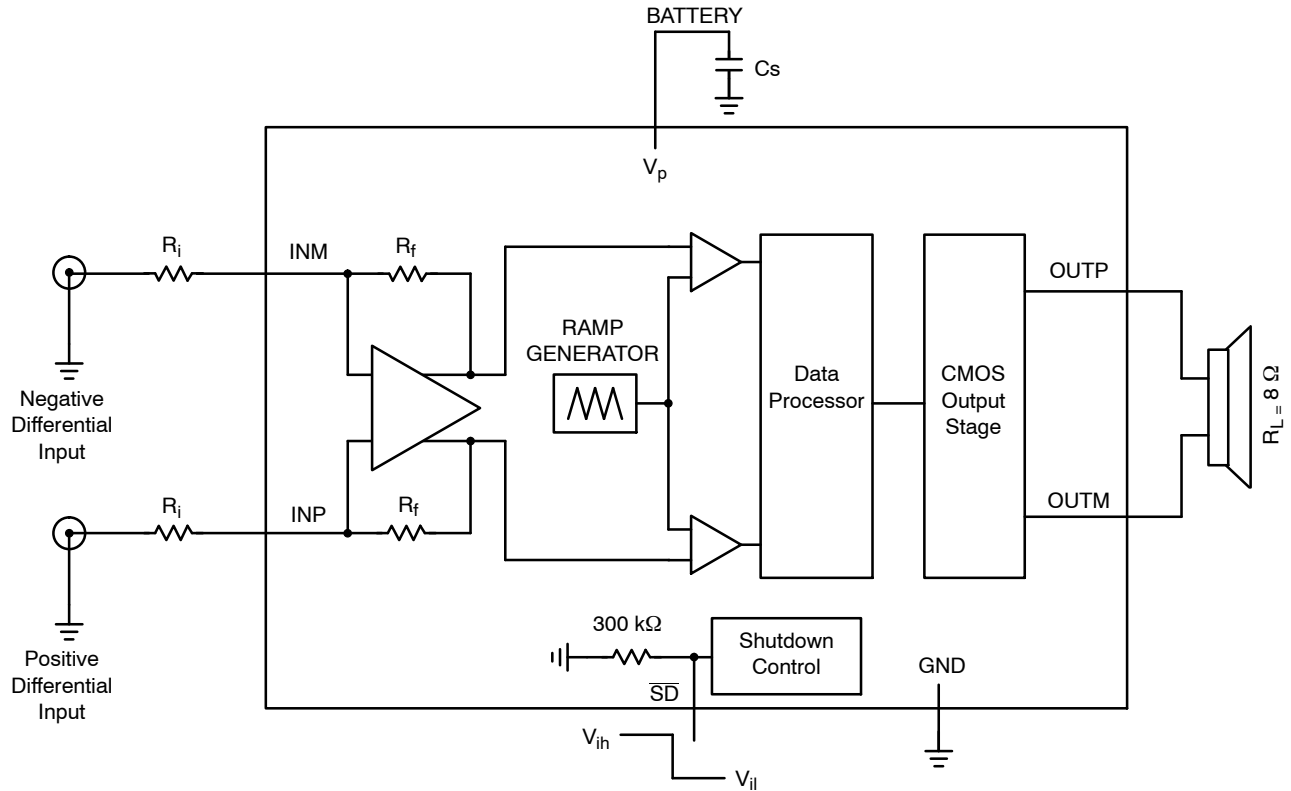 BATTERY
Cs
Vp
Ri
INM
Rf
OUTP
RAMP
GENERATOR
Negative
Differential
Input
Data
Processor
CMOS
Output
Stage
RL = 8 Ω
Ri
INP
Rf
OUTM
300 kΩ
Shutdown
Control
SD
GND
Positive
Differential
Input
Vih
Vil